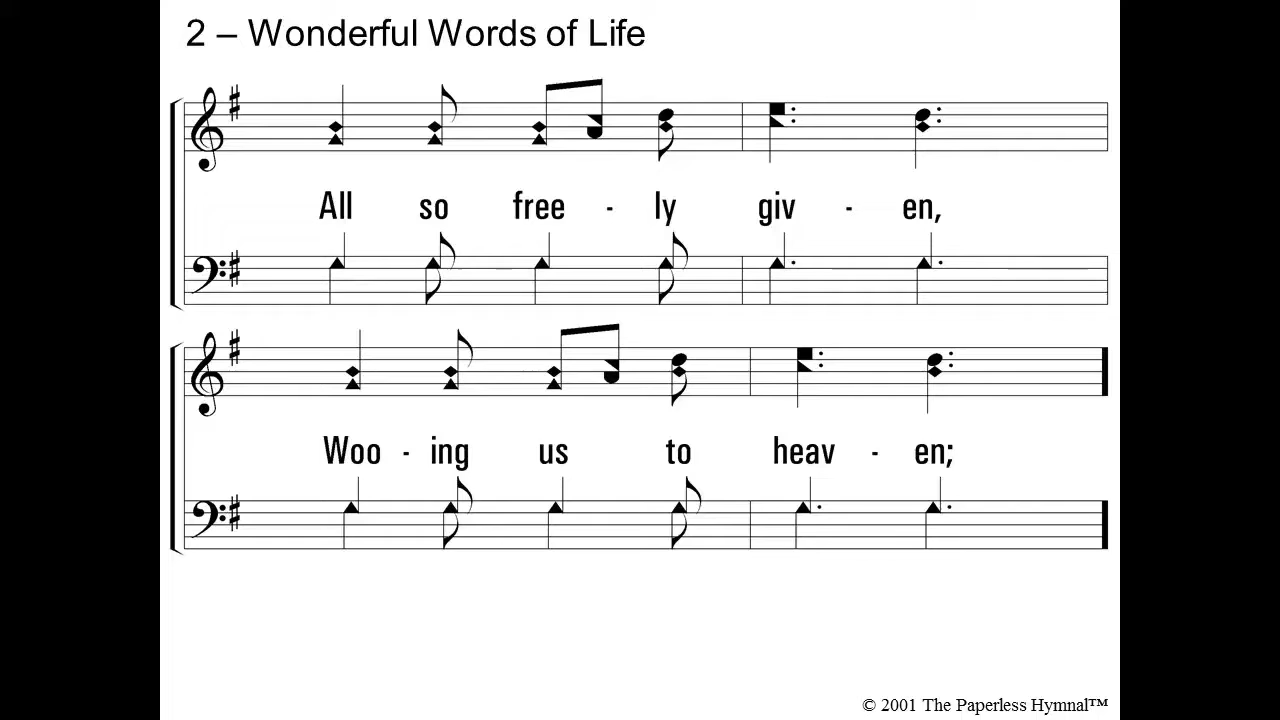 2 – Wonderful Words of Life
All so free - ly giv - en,
Woo - ing us to heav - en;
© 2001 The Paperless Hymnal™